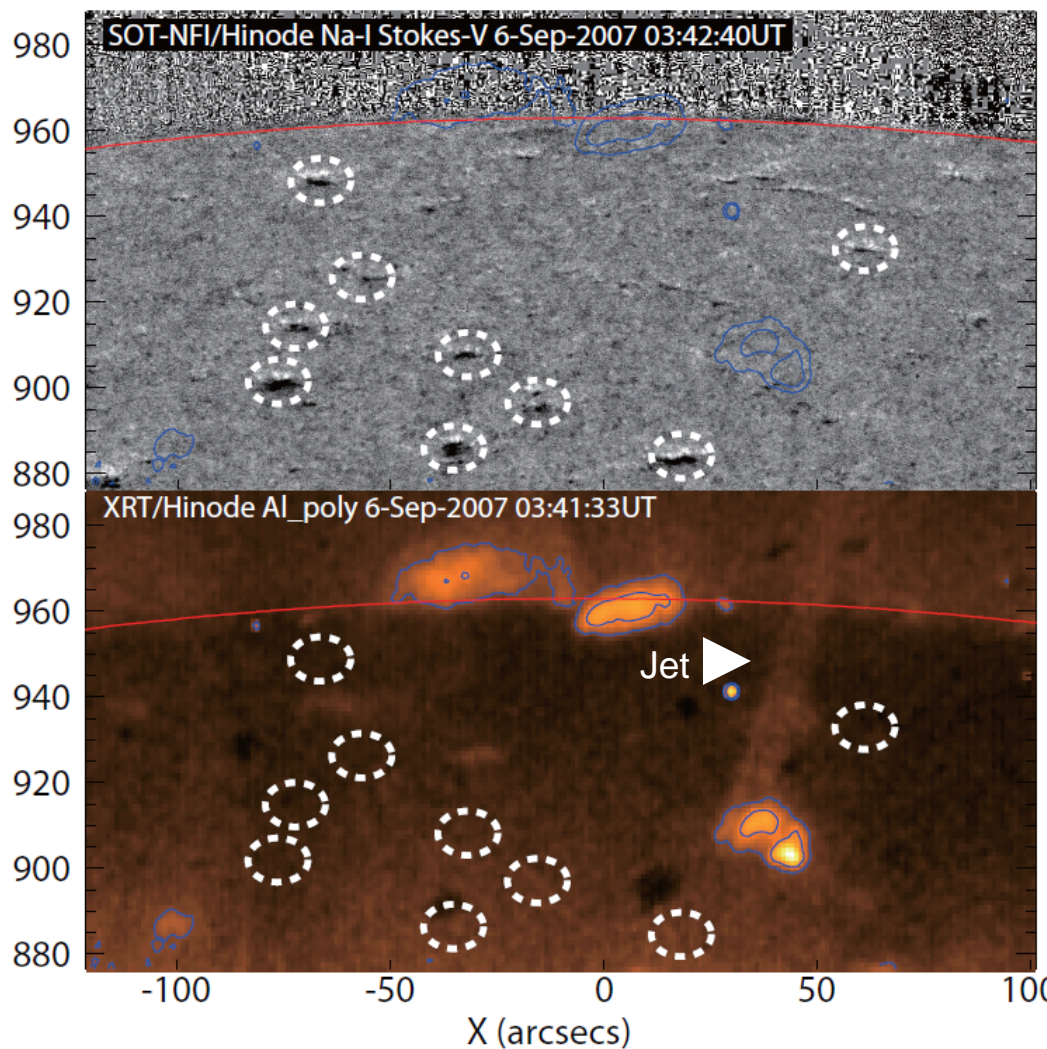 SOT-NFI/Hinode Na-I Stokes-V 6-Sep-2007 03:42:40UT
980
960
940
920
900
880
XRT/Hinode Al_poly 6-Sep-2007 03:41:33UT
980
960
Jet
940
920
900
880
-100 -50 0 50 100
X (arcsecs)